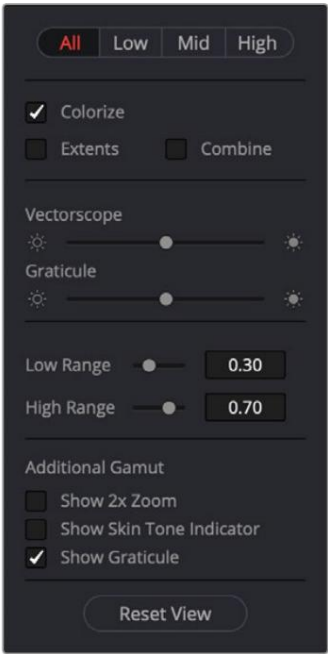 All Low Mid High
Colorize
Extents Combine
Vectorscope
Graticule
Low Range 0.30
High Range 0.70
Additional Gamut
Show 2x Zoom
Show Skin Tone Indicator
Show Graticule
Reset View